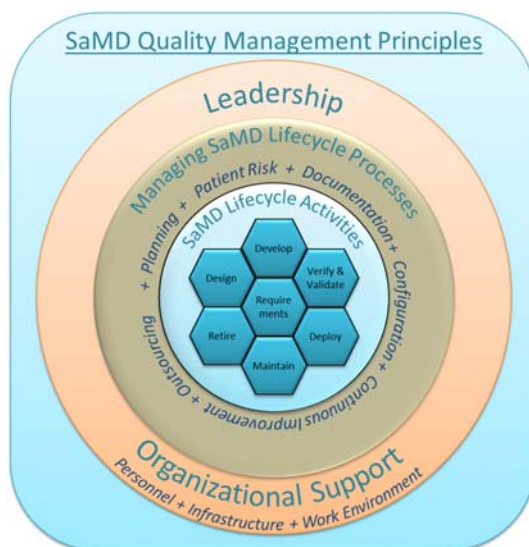 SaMD Quality Management Principles
Leadership
Managing SaMD Lifecycle Processes
+ Planning + Patient Risk + Documentation + Configuration + Continuous Improvement + Outsourcing
SaMD Lifecycle Activities
Develop
Design
Verify &
Validate
Require
ments
Retire
Deploy
Maintain
Organizational Support
Personnel + Infrastructure + Work Environment